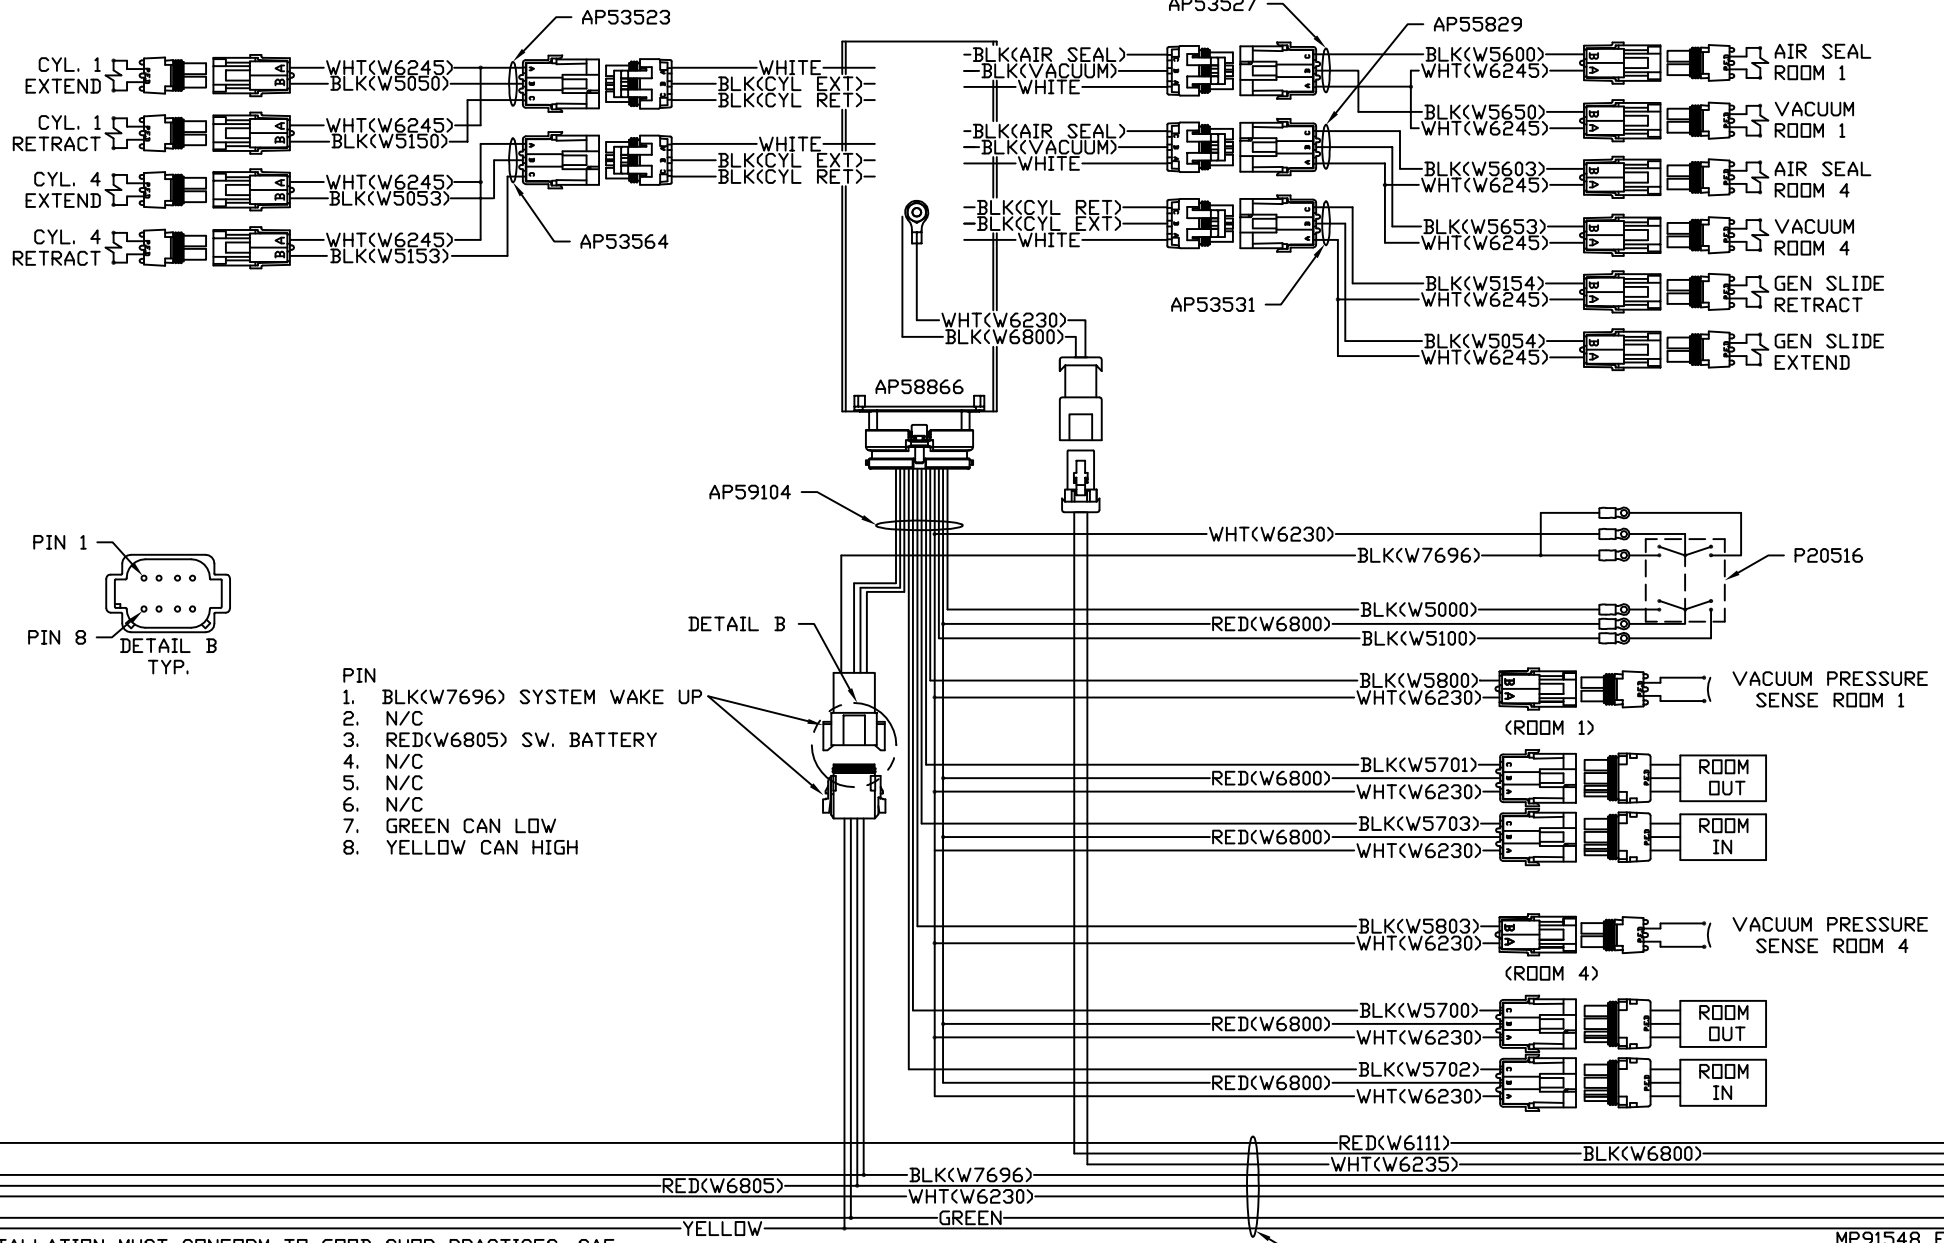 AP53523
CYL. 1
EXTEND
WHT(W6245)
BLK(W5050)
CYL. 1
RETRACT
WHT(W6245)
BLK(W5150)
CYL. 4
EXTEND
WHT(W6245)
BLK(W5053)
CYL. 4
RETRACT
WHT(W6245)
BLK(W5153)
AP53564
WHITE
BLK(CYL EXT)
BLK(CYL RET)
WHITE
BLK(CYL EXT)
BLK(CYL RET)
AP53527
AP55829
BLK(AIR SEAL)
BLK(VACUUM)
WHITE
BLK(AIR SEAL)
BLK(VACUUM)
WHITE
BLK(CYL RET)
BLK(CYL EXT)
WHITE
AP53531
BLK(W5600)
WHT(W6245)
AIR SEAL
ROOM 1
BLK(W5650)
WHT(W6245)
VACUUM
ROOM 1
BLK(W5603)
WHT(W6245)
AIR SEAL
ROOM 4
BLK(W5653)
WHT(W6245)
VACUUM
ROOM 4
BLK(W5154)
WHT(W6245)
GEN SLIDE
RETRACT
BLK(W5054)
WHT(W6245)
GEN SLIDE
EXTEND
WHT(W6230)
BLK(W6800)
AP58866
AP59104
PIN 1
PIN 8
DETAIL B
TYP.
DETAIL B
PIN
1. BLK(W7696) SYSTEM WAKE UP
2. N/C
3. RED(W6805) SW. BATTERY
4. N/C
5. N/C
6. N/C
7. GREEN CAN LOW
8. YELLOW CAN HIGH
WHT(W6230)
BLK(W7696)
P20516
BLK(W5000)
RED(W6800)
BLK(W5100)
BLK(W5800)
WHT(W6230)
(ROOM 1)
VACUUM PRESSURE
SENSE ROOM 1
BLK(W5701)
RED(W6800)
WHT(W6230)
ROOM
OUT
BLK(W5703)
RED(W6800)
WHT(W6230)
ROOM
IN
BLK(W5803)
WHT(W6230)
(ROOM 4)
VACUUM PRESSURE
SENSE ROOM 4
BLK(W5700)
RED(W6800)
WHT(W6230)
ROOM
OUT
BLK(W5702)
RED(W6800)
WHT(W6230)
ROOM
IN
RED(W6111)
BLK(W6800)
WHT(W6235)
BLK(W7696)
RED(W6805)
WHT(W6230)
GREEN
YELLOW
MP91548